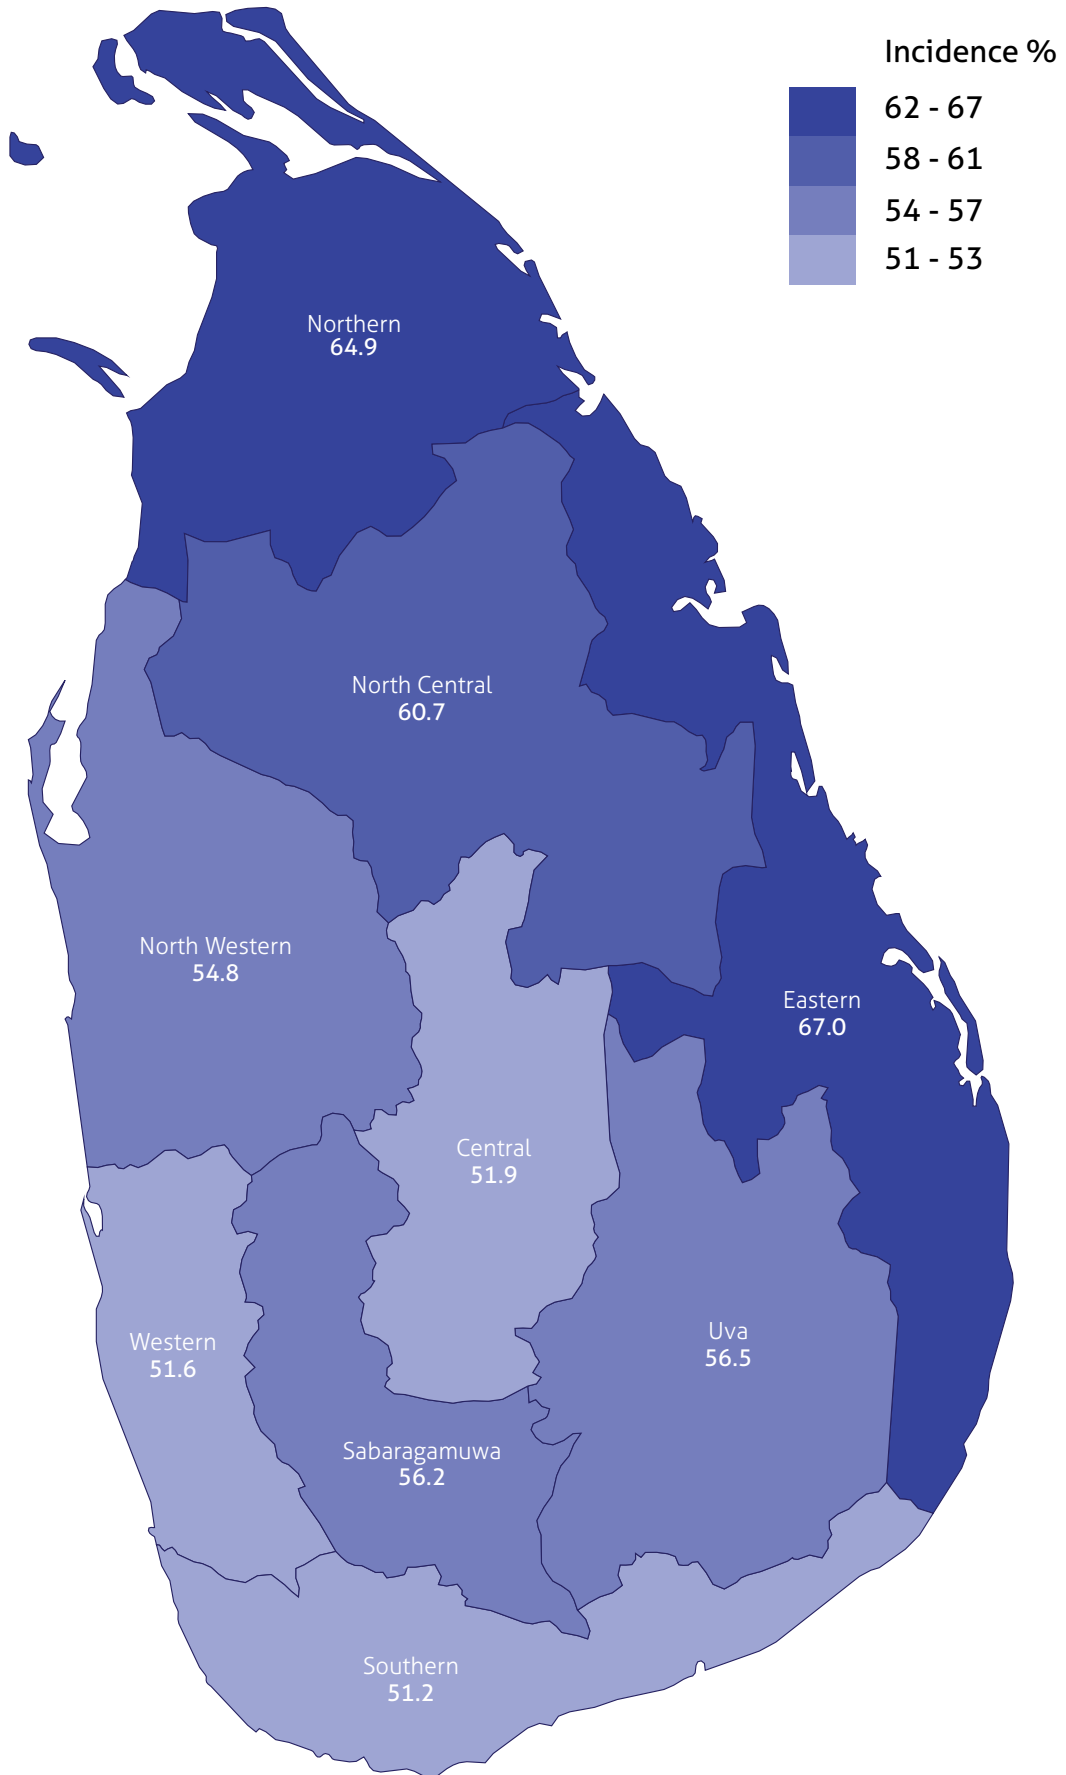 Incidence %
62 - 67
58 - 61
54 - 57
51 - 53
Northern
64.9
North Central
60.7
North Western
54.8
Eastern
67.0
Central
51.9
Western
51.6
Uva
56.5
Sabaragamuwa
56.2
Southern
51.2